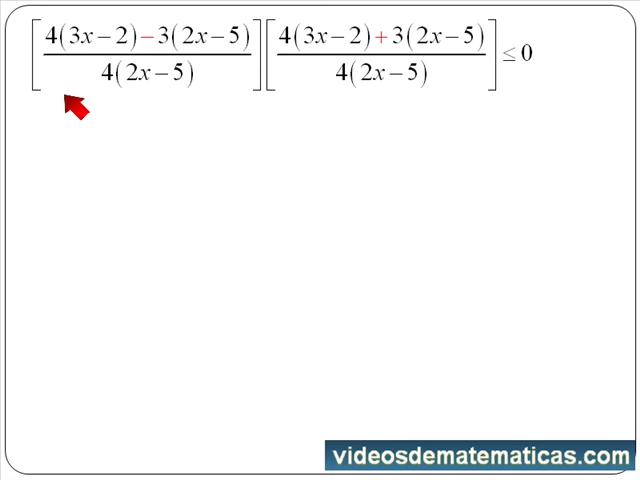 [ (4(3x − 2) − 3(2x − 5)) / (4(2x − 5)) ] [ (4(3x − 2) + 3(2x − 5)) / (4(2x − 5)) ] ≤ 0
videosdematematicas.com